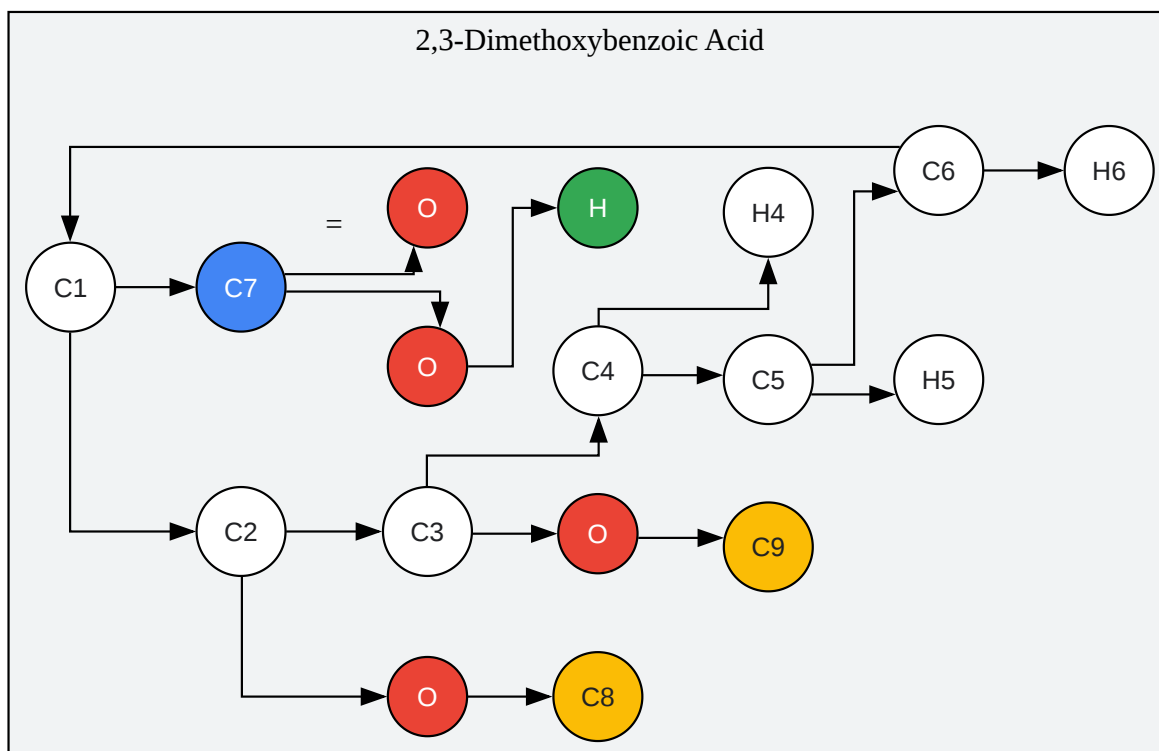 2,3-Dimethoxybenzoic Acid
C6
H6
O
H
H4
=
C1
C7
O
C4
C5
H5
C2
C3
O
C9
O
C8